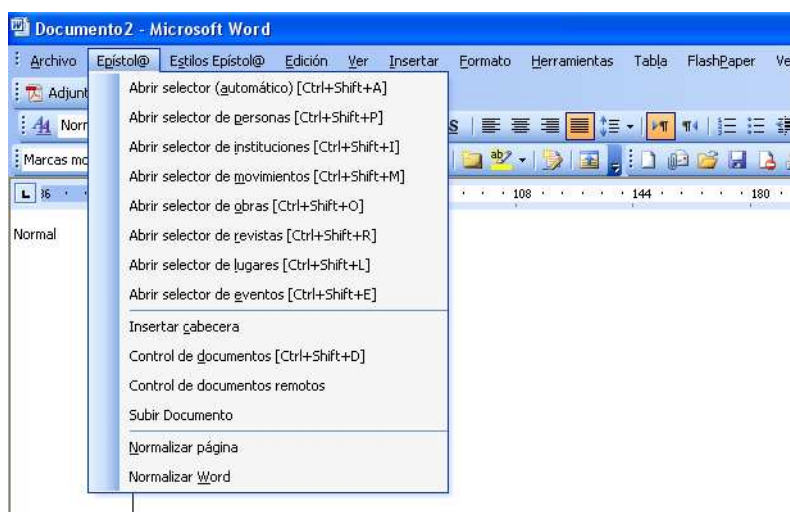 Documento2 - Microsoft Word
Archivo Epístol@ Estilos Epístol@ Edición Ver Insertar Formato Herramientas Tabla FlashPaper
Abrir selector (automático) [Ctrl+Shift+A]
Abrir selector de personas [Ctrl+Shift+P]
Abrir selector de instituciones [Ctrl+Shift+I]
Abrir selector de movimientos [Ctrl+Shift+M]
Abrir selector de obras [Ctrl+Shift+O]
Abrir selector de revistas [Ctrl+Shift+R]
Abrir selector de lugares [Ctrl+Shift+L]
Abrir selector de eventos [Ctrl+Shift+E]
Insertar cabecera
Control de documentos [Ctrl+Shift+D]
Control de documentos remotos
Subir Documento
Normalizar página
Normalizar Word
Adjunt
Norr
S
Marcas mo
36 108 144 180
Normal